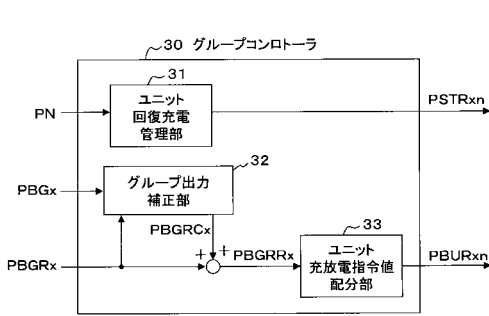 30 グループコンロトーラ
31
ユニット
回復充電
管理部
PN
PSTRxn
32
グループ出力
補正部
PBGx
PBGRCx
33
ユニット
充放電指令値
配分部
PBGRx
+ +
PBGRRx
PBURxn